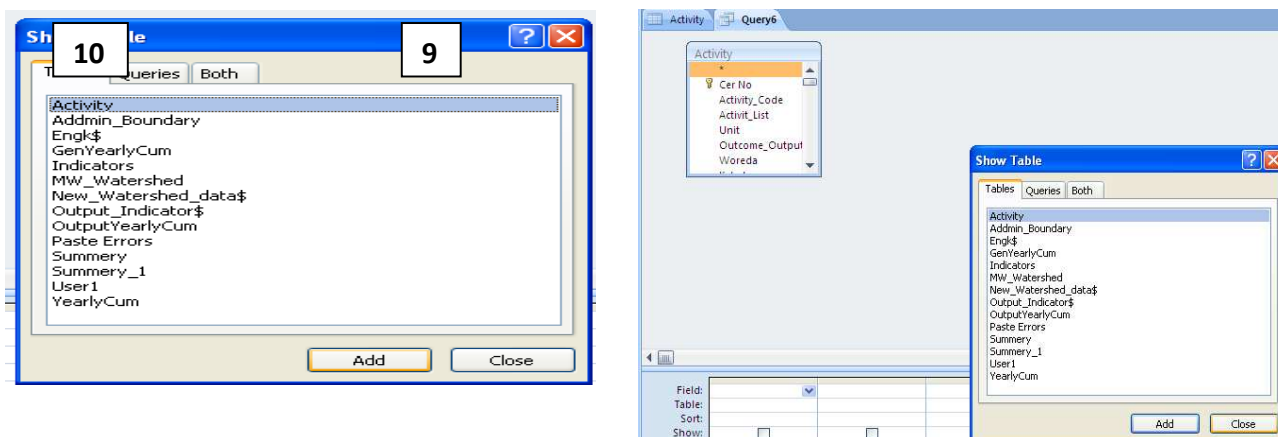 Sh
10
le
9
Queries Both
Activity
Addmin_Boundary
Engk$
GenYearlyCum
Indicators
MW_Watershed
New_Watershed_data$
Output_Indicator$
OutputYearlyCum
Paste Errors
Summery
Summery_1
User1
YearlyCum
Add Close
Activity Query6
Activity
*
Cer No
Activity_Code
Activit_List
Unit
Outcome_Output
Woreda
Show Table
Tables Queries Both
Activity
Addmin_Boundary
Engk$
GenYearlyCum
Indicators
MW_Watershed
New_Watershed_data$
Output_Indicator$
OutputYearlyCum
Paste Errors
Summery
Summery_1
User1
YearlyCum
Add Close
Field:
Table:
Sort:
Show: